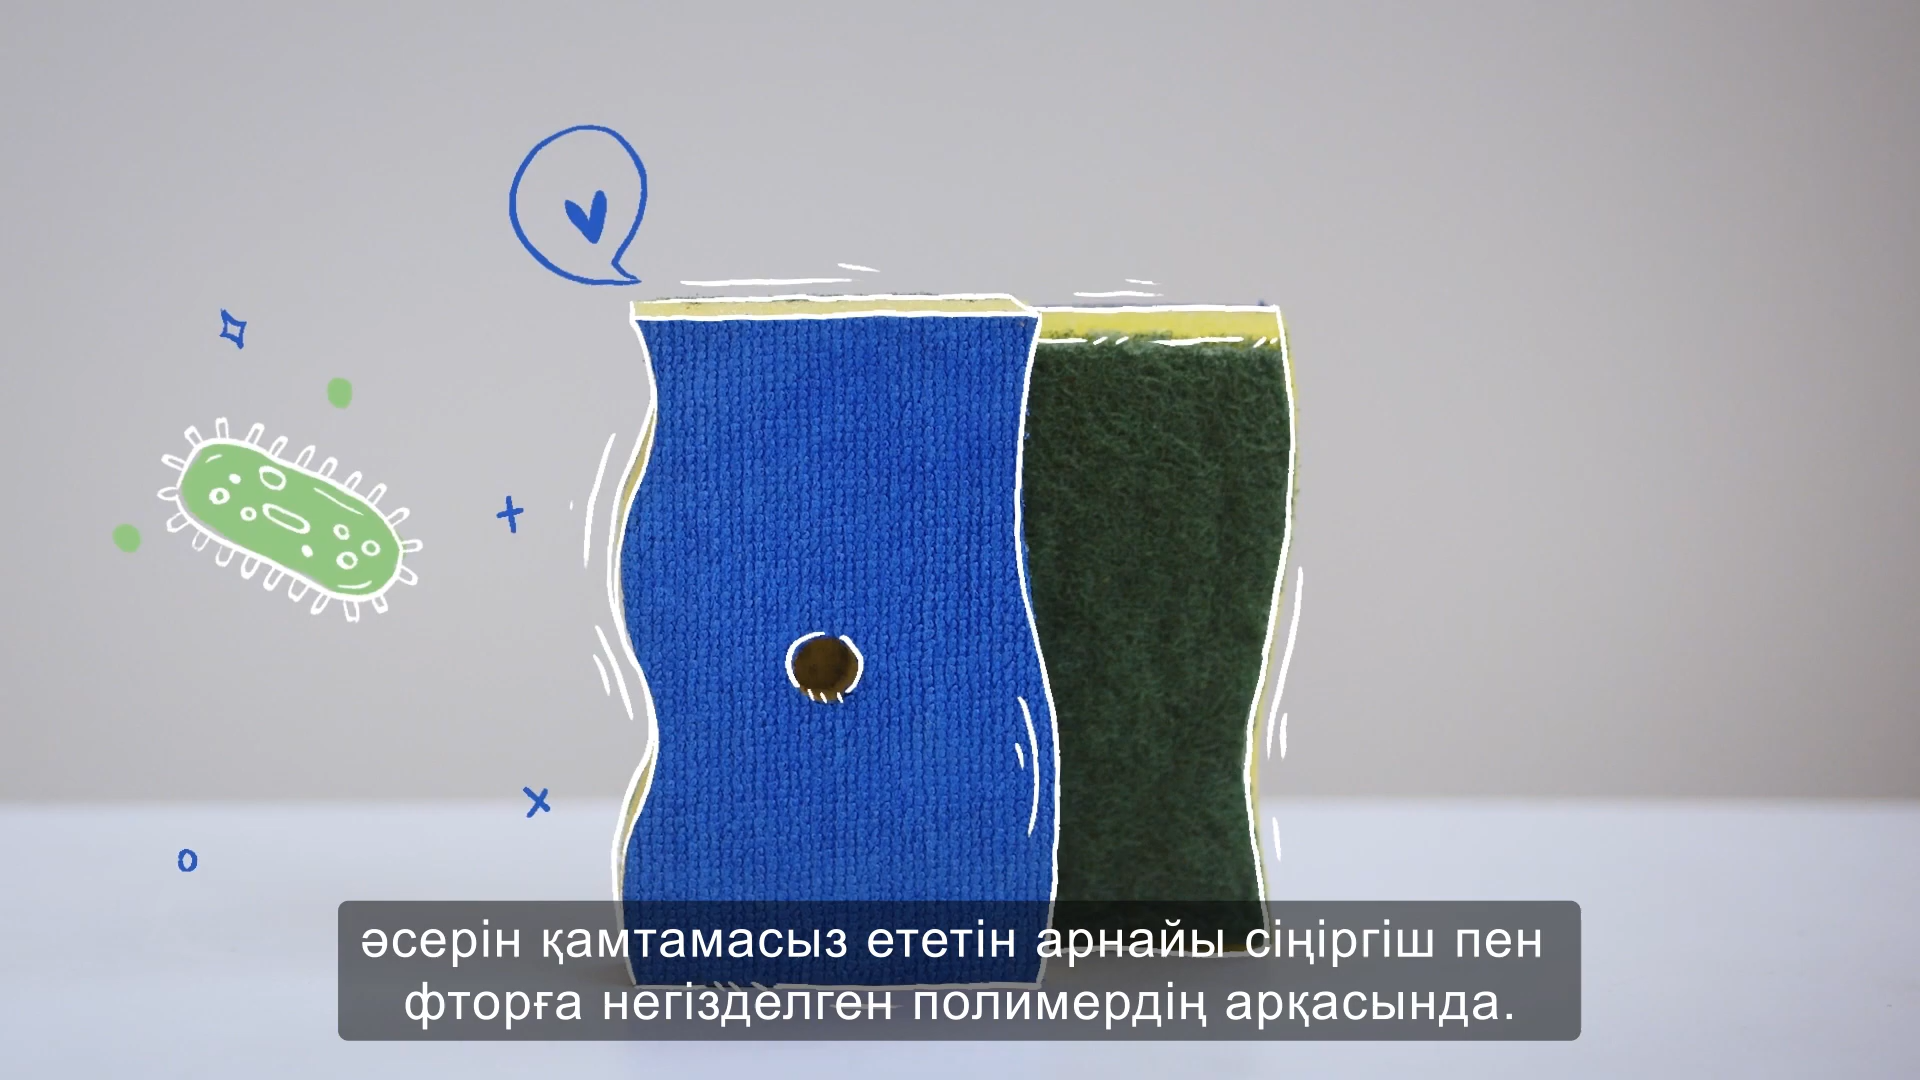 әсерін қамтамасыз ететін арнайы сіңіргіш пен
фторға негізделген полимердің арқасында.